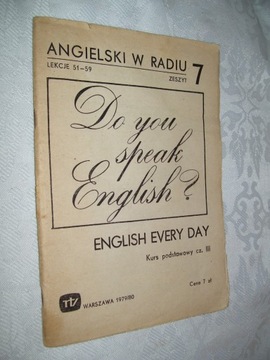 ANGIELSKI W RADIU
LEKCJE 51-59
ZESZYT 7
Do you
speak
English?
ENGLISH EVERY DAY
Kurs podstawowy cz. III
Cena 7 zł
WARSZAWA 1979/80